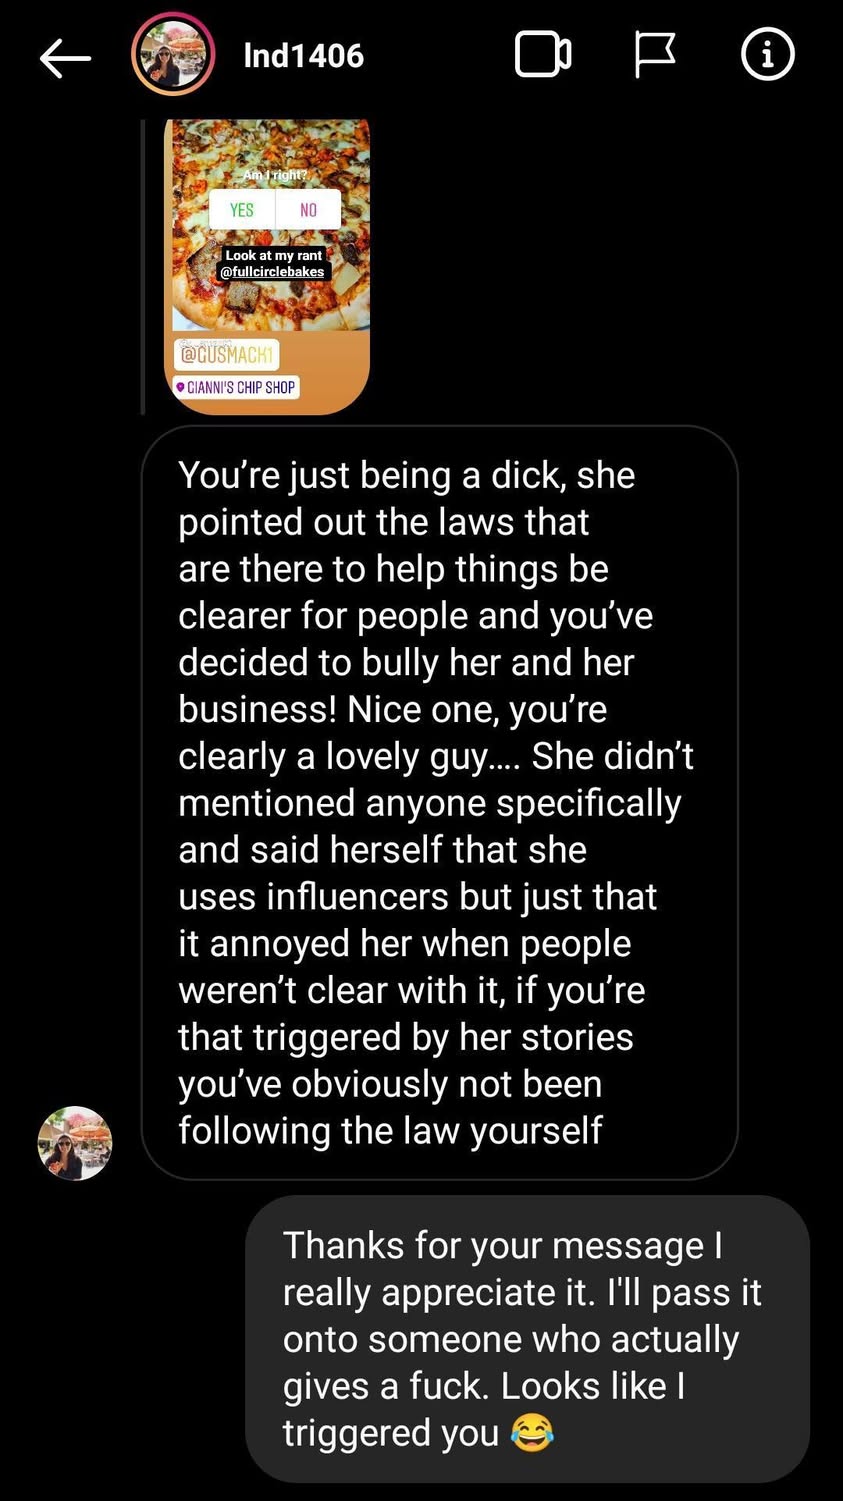 lnd1406
Am I right?
YES NO
Look at my rant
@fullcirclebakes
@GUSMACK1
GIANNI'S CHIP SHOP
You're just being a dick, she
pointed out the laws that
are there to help things be
clearer for people and you've
decided to bully her and her
business! Nice one, you're
clearly a lovely guy.... She didn't
mentioned anyone specifically
and said herself that she
uses influencers but just that
it annoyed her when people
weren't clear with it, if you're
that triggered by her stories
you've obviously not been
following the law yourself
Thanks for your message I
really appreciate it. I'll pass it
onto someone who actually
gives a fuck. Looks like I
triggered you 😂